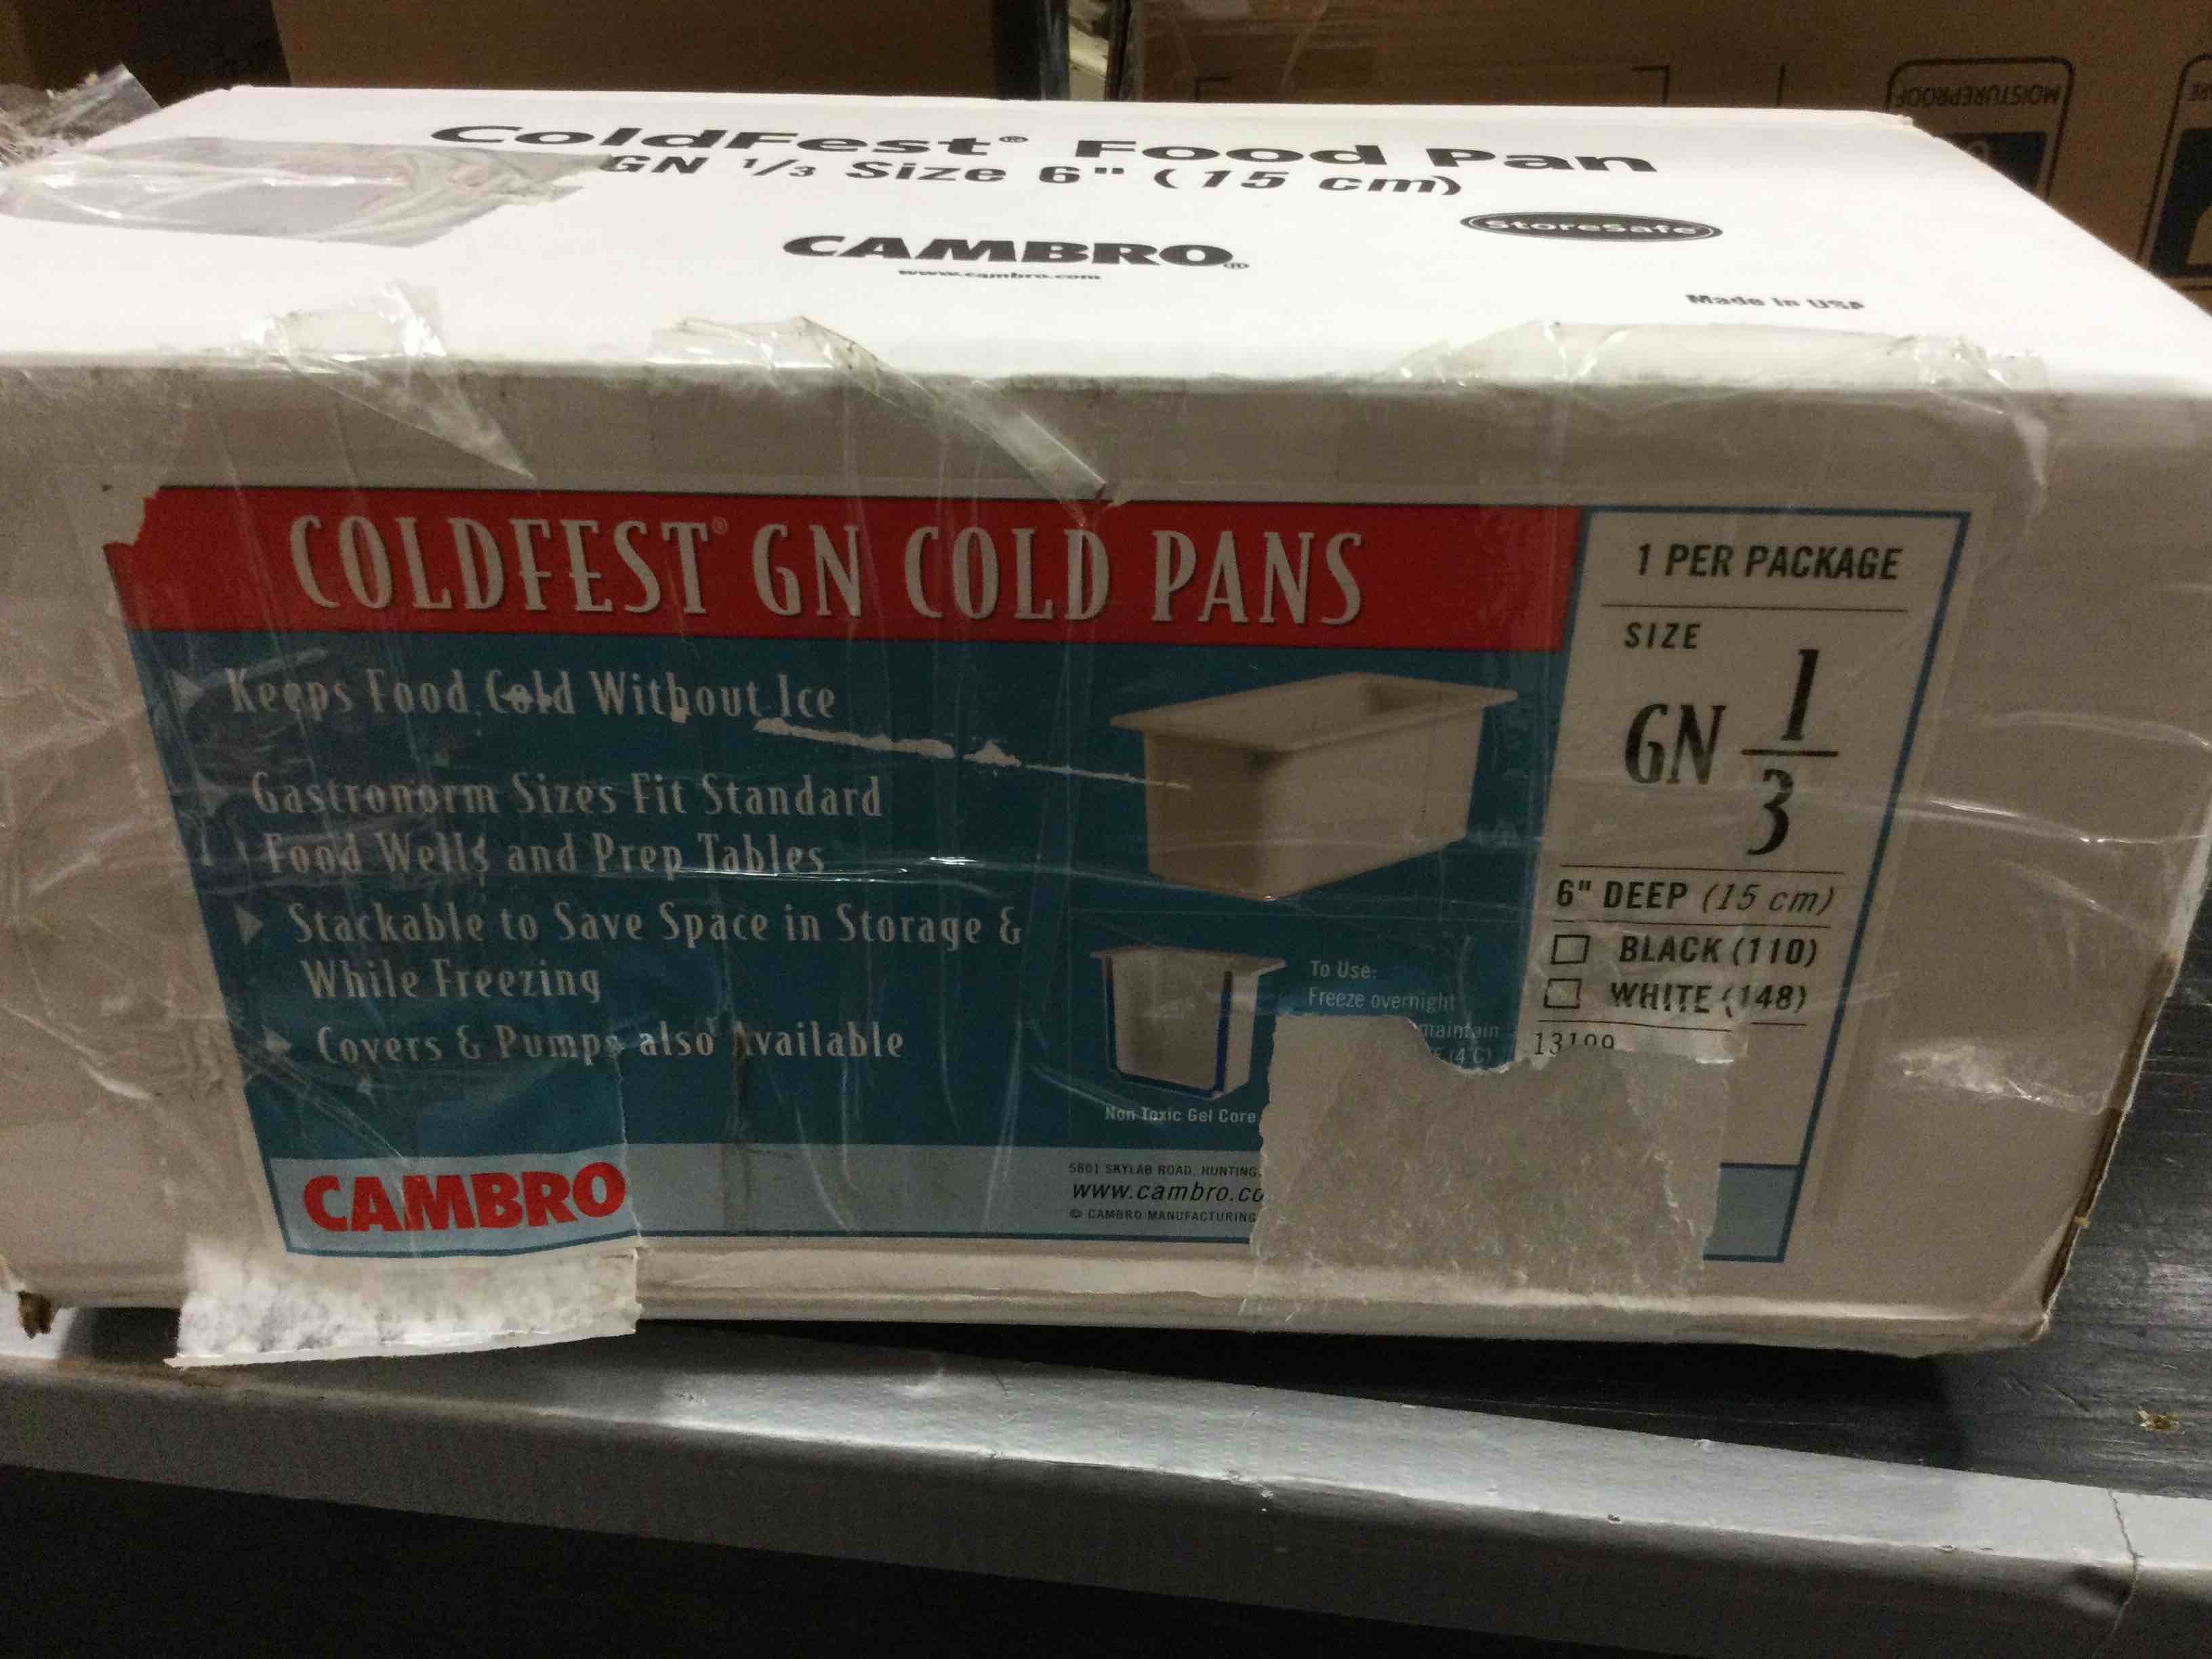 MOISTUREPROOF
ColdFest® Food Pan
GN 1/3 Size 6" (15 cm)
CAMBRO®
www.cambro.com
StoreSafe
Made in USA
COLDFEST® GN COLD PANS
Keeps Food Cold Without Ice
Gastronorm Sizes Fit Standard
Food Wells and Prep Tables
Stackable to Save Space in Storage &
While Freezing
Covers & Pumps also Available
To Use:
Freeze overnight
maintain
(4°C)
Non Toxic Gel Core
CAMBRO
5801 SKYLAB ROAD, HUNTING
www.cambro.co
© CAMBRO MANUFACTURING
1 PER PACKAGE
SIZE
GN 1/3
6" DEEP (15 cm)
BLACK (110)
WHITE (148)